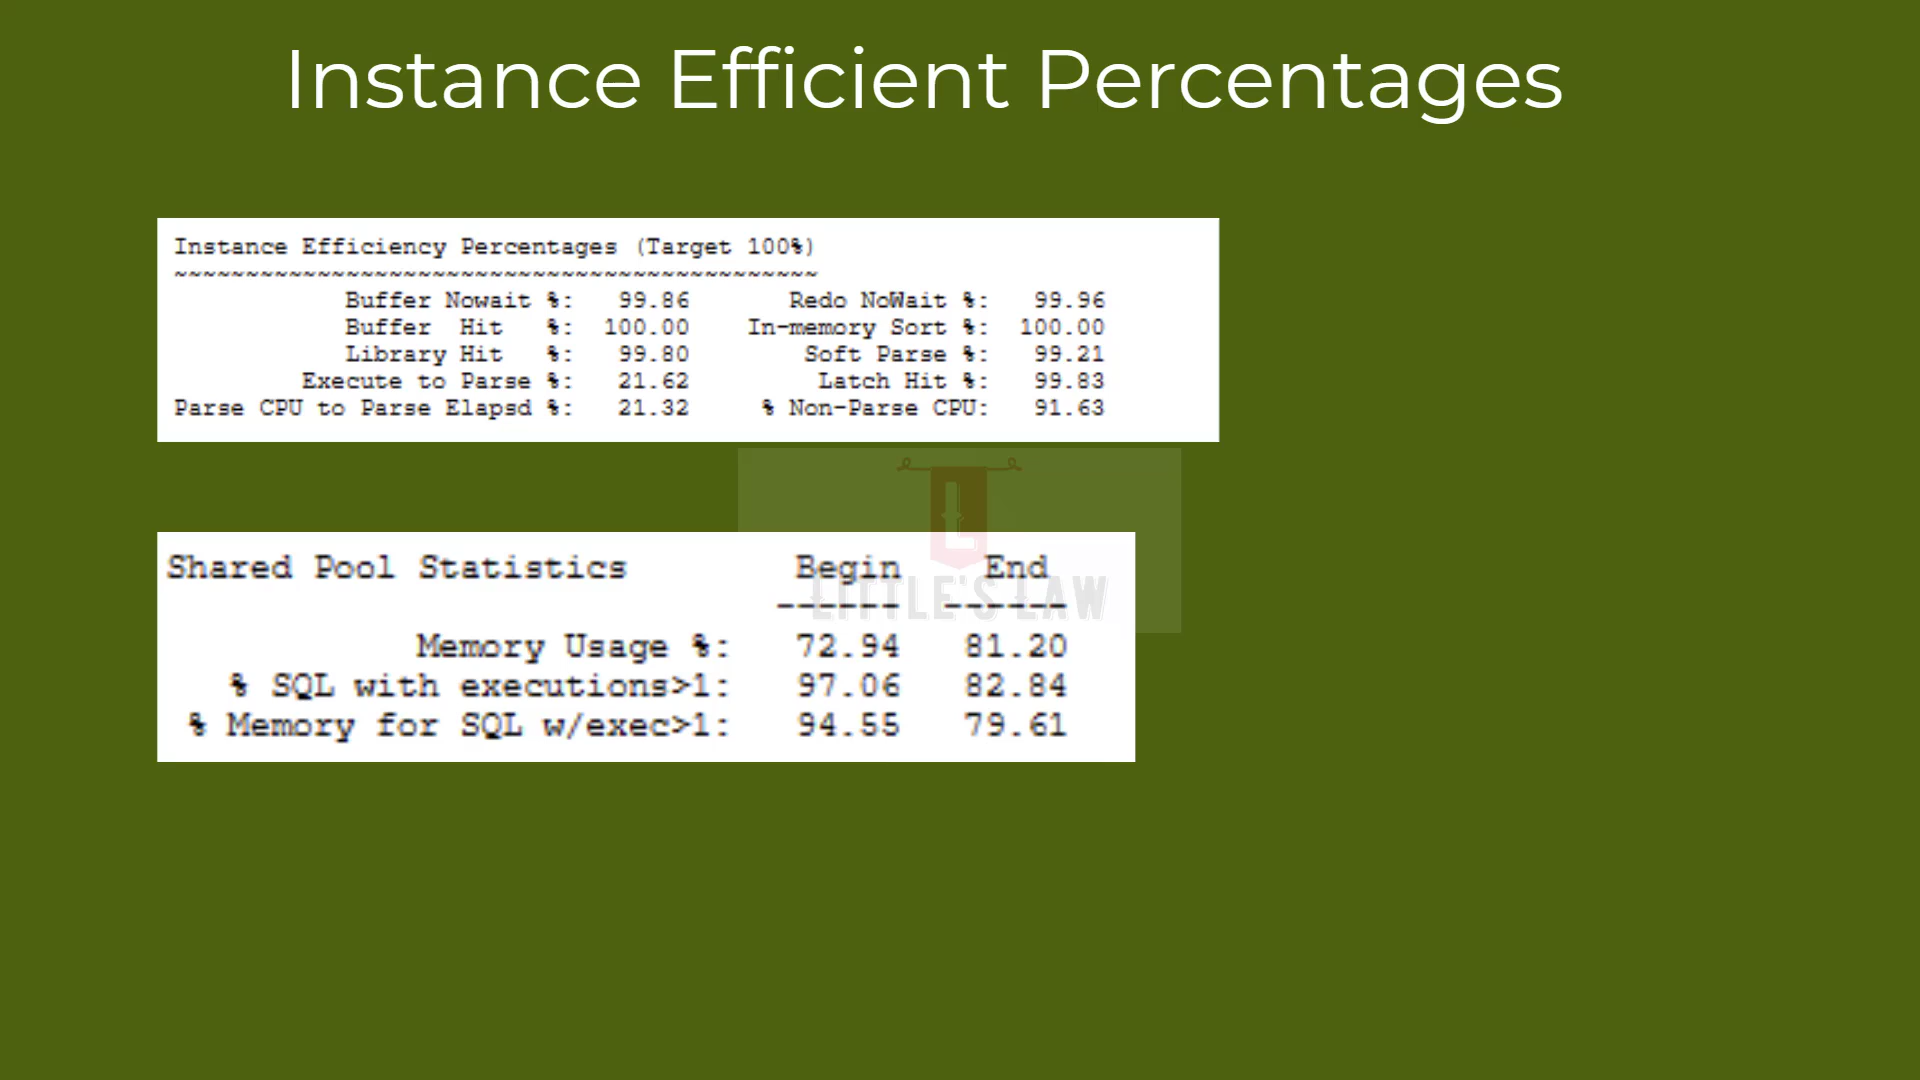 Instance Efficient Percentages
Instance Efficiency Percentages (Target 100%)
~~~~~~~~~~~~~~~~~~~~~~~~~~~~~~~~~~~~~~~~~~~~~
Buffer Nowait %: 99.86 Redo NoWait %: 99.96
Buffer Hit %: 100.00 In-memory Sort %: 100.00
Library Hit %: 99.80 Soft Parse %: 99.21
Execute to Parse %: 21.62 Latch Hit %: 99.83
Parse CPU to Parse Elapsd %: 21.32 % Non-Parse CPU: 91.63
L
Shared Pool Statistics Begin End
LITTLE'S LAW
------ ------
Memory Usage %: 72.94 81.20
% SQL with executions>1: 97.06 82.84
% Memory for SQL w/exec>1: 94.55 79.61